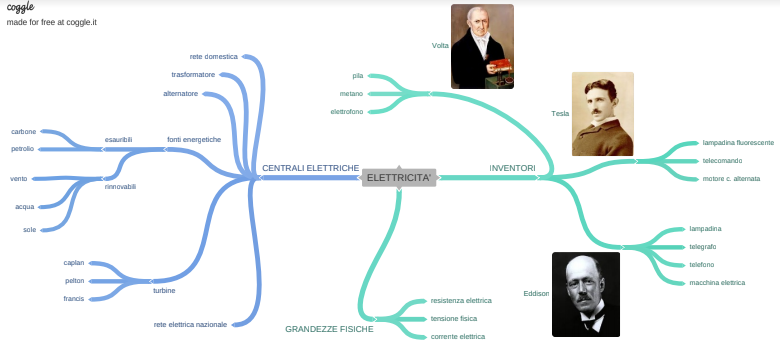 coggle
made for free at coggle.it
ELETTRICITA'
CENTRALI ELETTRICHE
rete domestica
trasformatore
alternatore
fonti energetiche
esauribili
carbone
petrolio
rinnovabili
vento
acqua
sole
turbine
caplan
pelton
francis
rete elettrica nazionale
INVENTORI
Volta
pila
metano
elettroforo
Tesla
lampadina fluorescente
telecomando
motore c. alternata
Eddison
lampadina
telegrafo
telefono
macchina elettrica
GRANDEZZE FISICHE
resistenza elettrica
tensione fisica
corrente elettrica